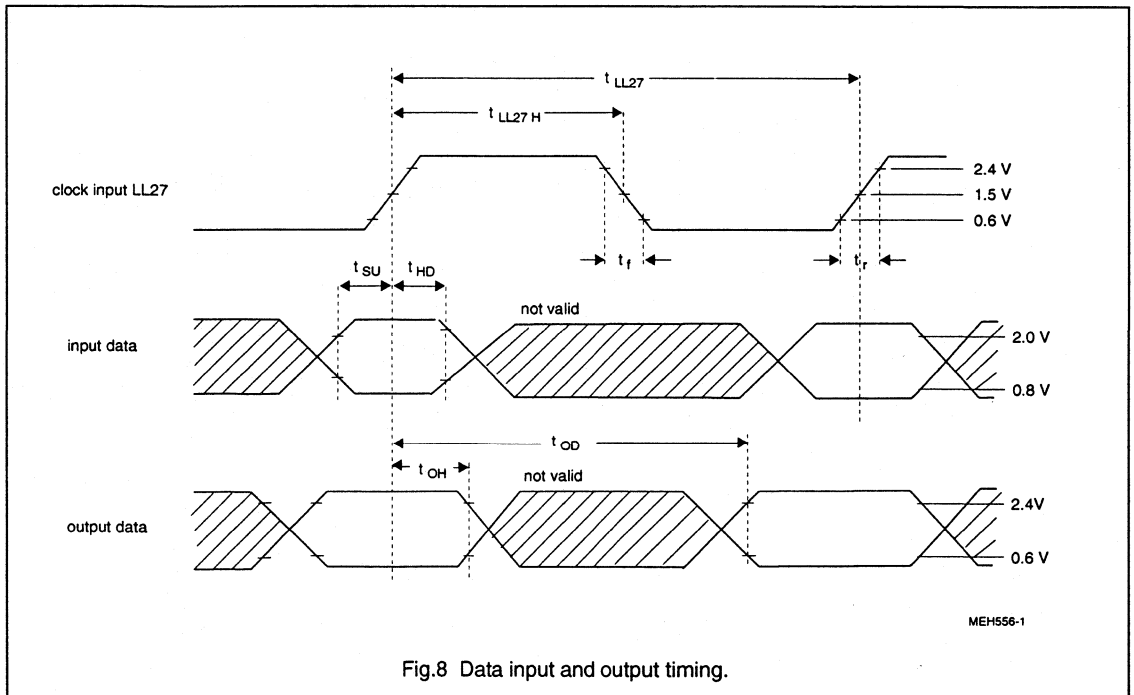 t LL27
t LL27 H
clock input LL27
2.4 V
1.5 V
0.6 V
t SU
t HD
t f
t r
not valid
input data
2.0 V
0.8 V
t OD
t OH
not valid
output data
2.4V
0.6 V
MEH556-1
Fig.8 Data input and output timing.